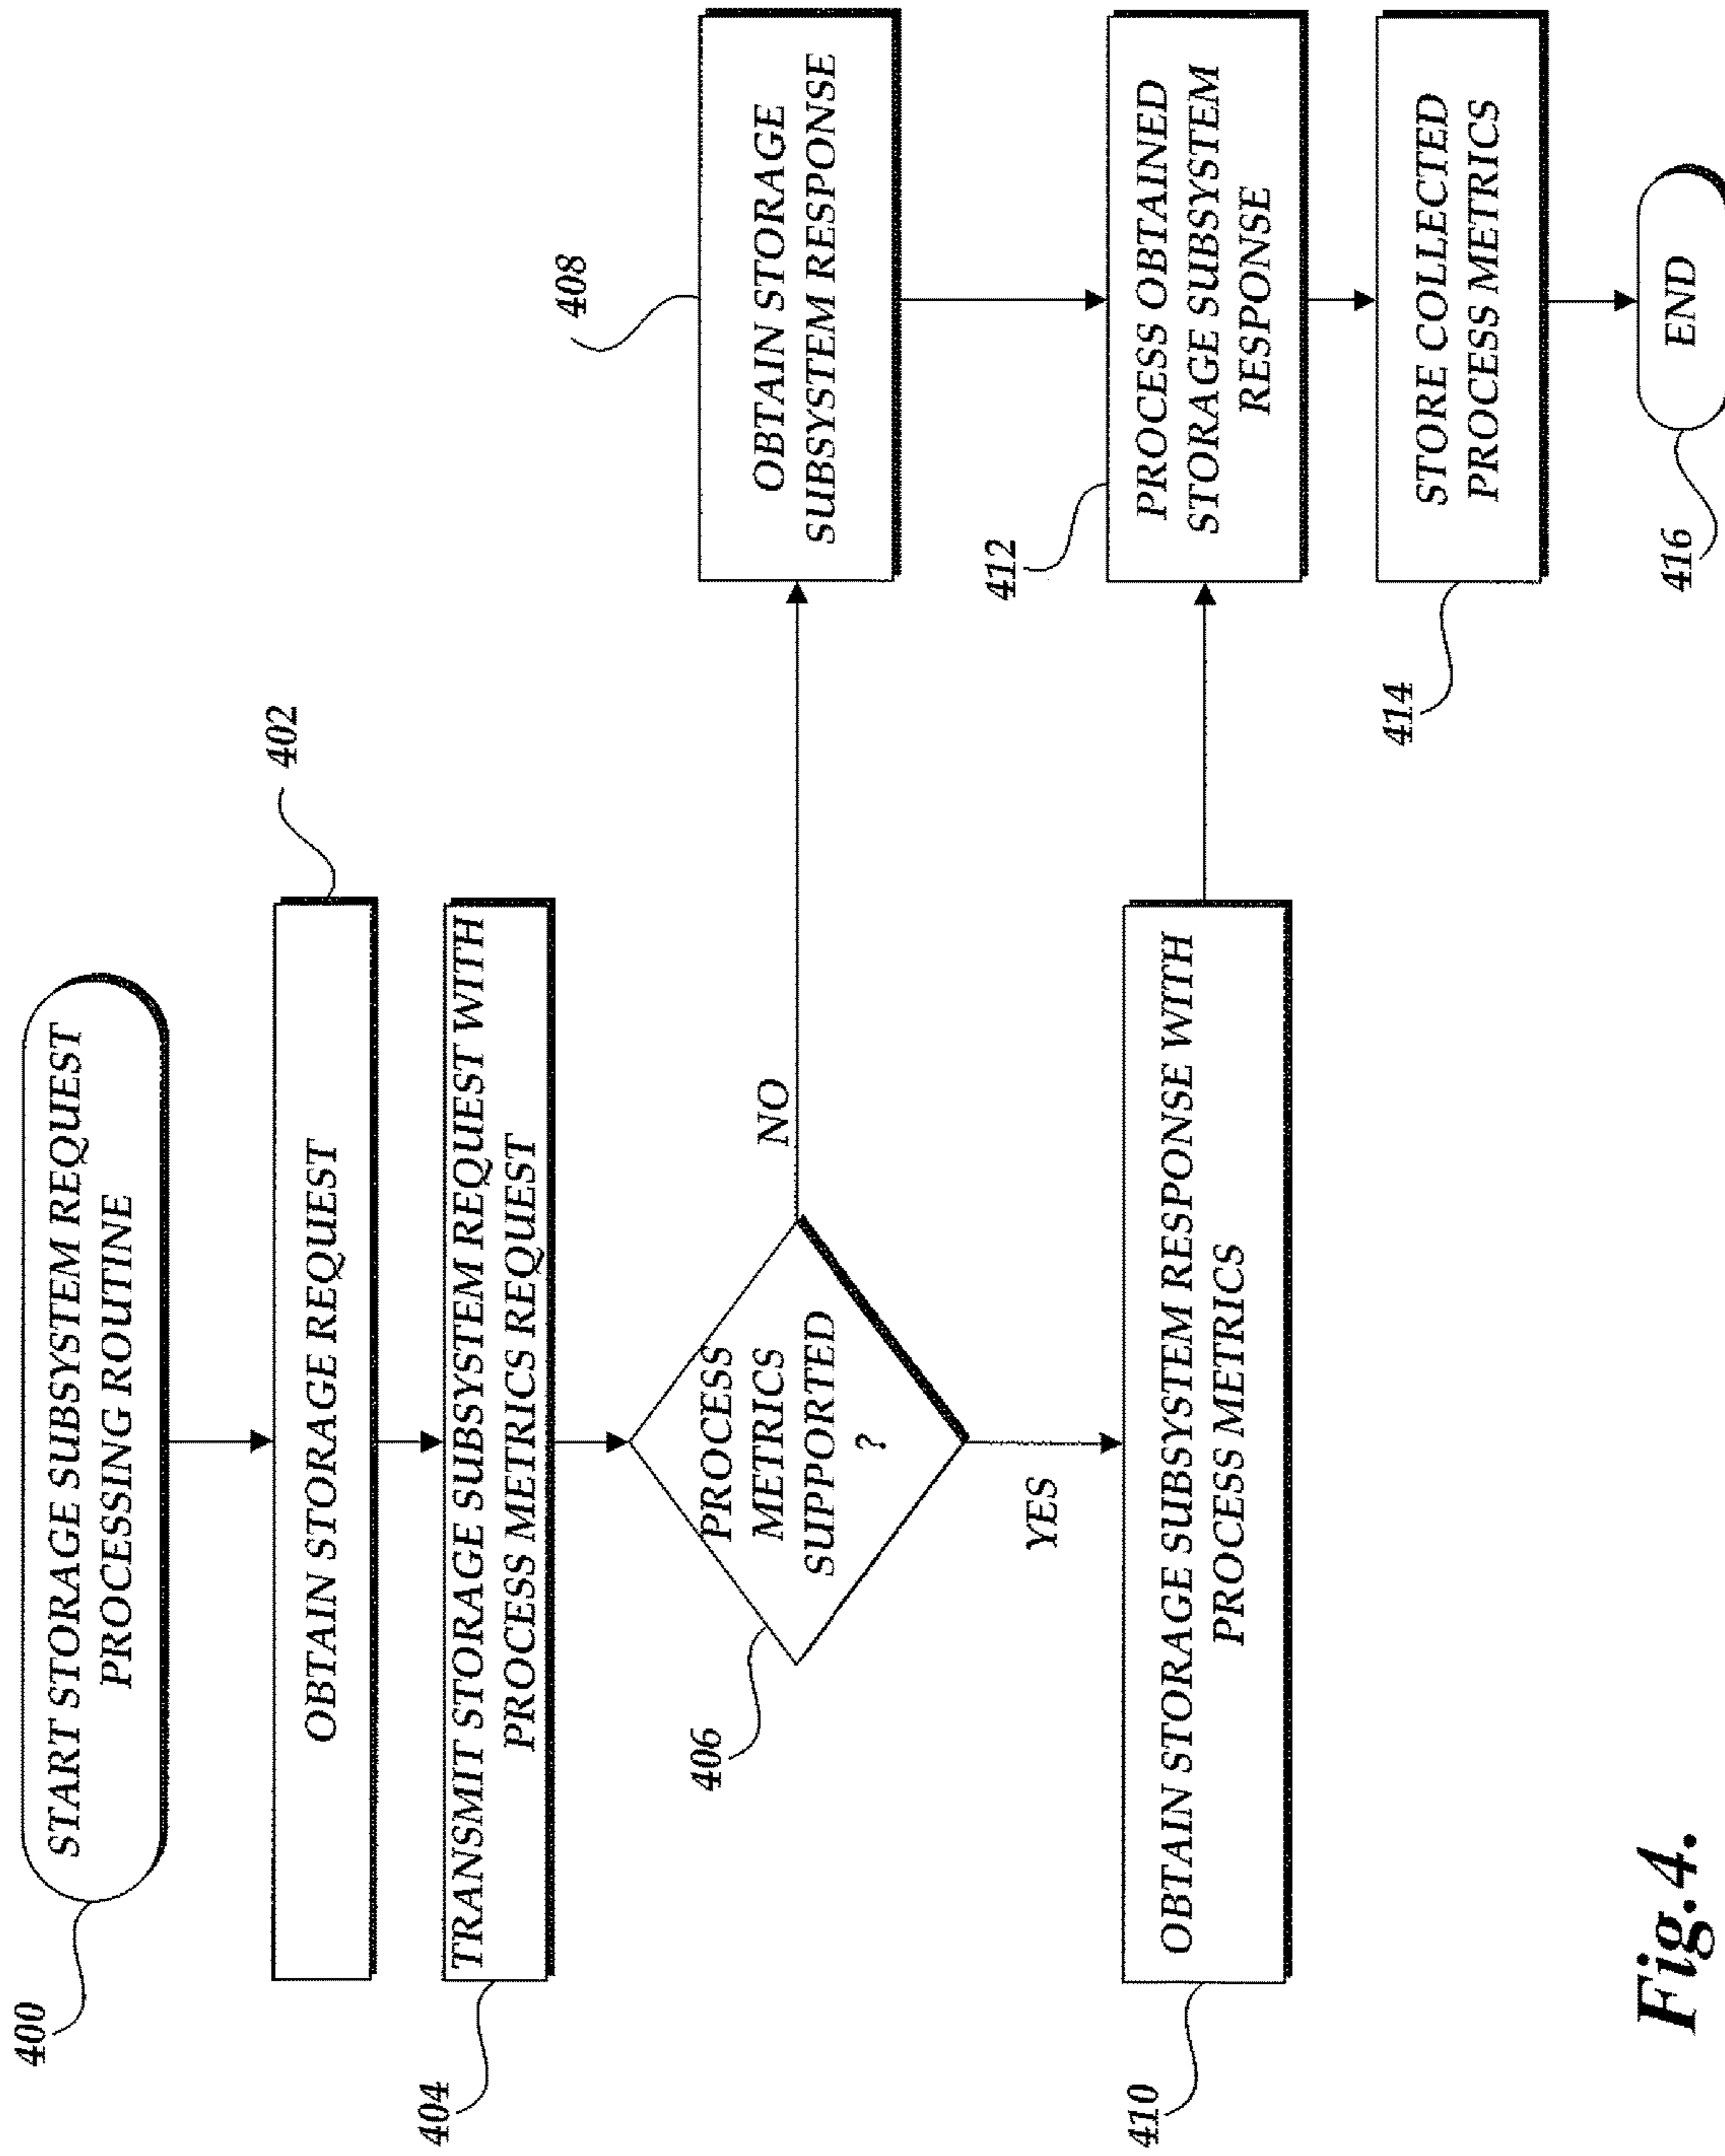 400
START STORAGE SUBSYSTEM REQUEST
PROCESSING ROUTINE
402
OBTAIN STORAGE REQUEST
404
TRANSMIT STORAGE SUBSYSTEM REQUEST WITH
PROCESS METRICS REQUEST
406
PROCESS
METRICS
SUPPORTED
?
NO
408
OBTAIN STORAGE
SUBSYSTEM RESPONSE
YES
410
OBTAIN STORAGE SUBSYSTEM RESPONSE WITH
PROCESS METRICS
412
PROCESS OBTAINED
STORAGE SUBSYSTEM
RESPONSE
414
STORE COLLECTED
PROCESS METRICS
416
END
Fig.4.